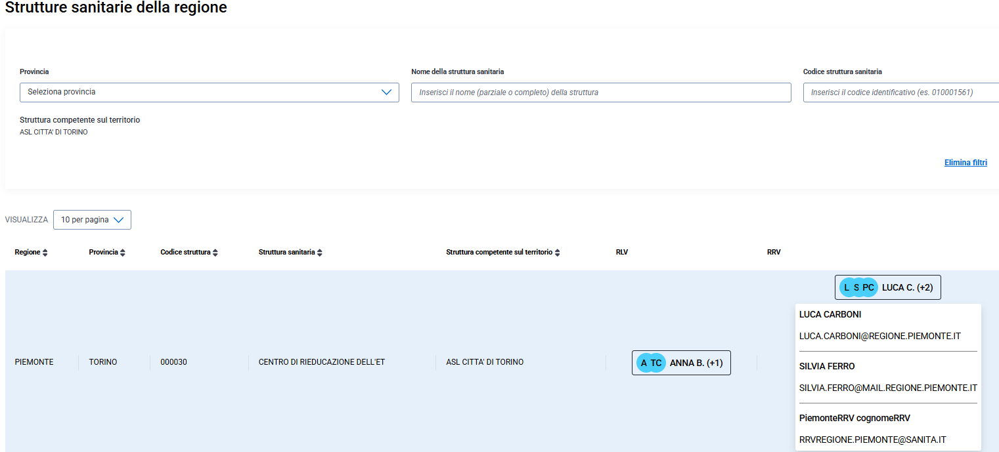 Strutture sanitarie della regione
Provincia
Nome della struttura sanitaria
Codice struttura sanitaria
Seleziona provincia
Inserisci il nome (parziale o completo) della struttura
Inserisci il codice identificativo (es. 010001561)
Struttura competente sul territorio
ASL CITTA' DI TORINO
Elimina filtri
VISUALIZZA 10 per pagina
Regione Provincia Codice struttura Struttura sanitaria Struttura competente sul territorio RLV RRV
L S PC LUCA C. (+2)
LUCA CARBONI
LUCA.CARBONI@REGIONE.PIEMONTE.IT
PIEMONTE TORINO 000030 CENTRO DI RIEDUCAZIONE DELL'ET ASL CITTA' DI TORINO A TC ANNA B. (+1)
SILVIA FERRO
SILVIA.FERRO@MAIL.REGIONE.PIEMONTE.IT
PiemonteRRV cognomeRRV
RRVREGIONE.PIEMONTE@SANITA.IT